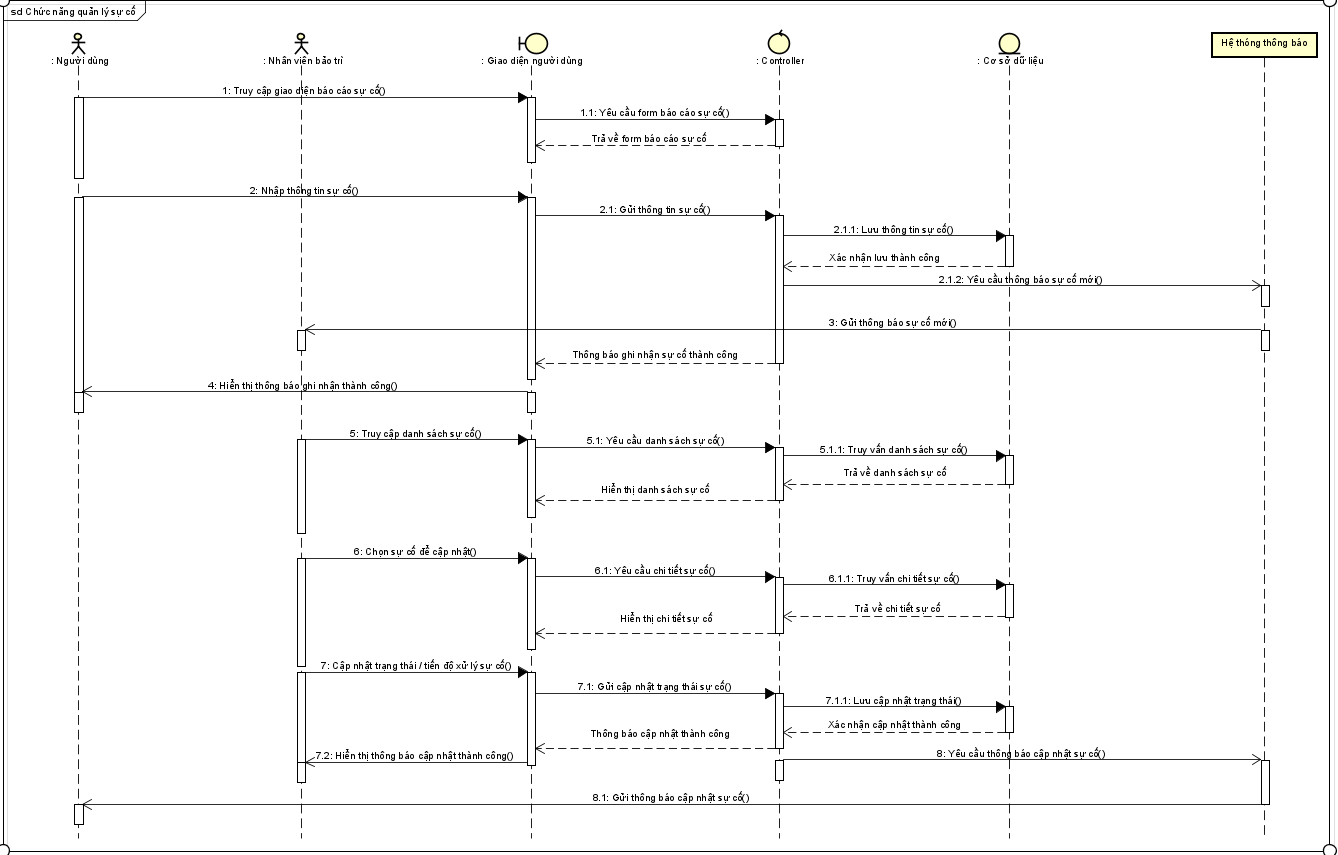 sd Chức năng quản lý sự cố
: Người dùng
: Nhân viên bảo trì
: Giao diện người dùng
: Controller
: Cơ sở dữ liệu
Hệ thống thông báo
1: Truy cập giao diện báo cáo sự cố()
1.1: Yêu cầu form báo cáo sự cố()
Trả về form báo cáo sự cố
2: Nhập thông tin sự cố()
2.1: Gửi thông tin sự cố()
2.1.1: Lưu thông tin sự cố()
Xác nhận lưu thành công
2.1.2: Yêu cầu thông báo sự cố mới()
3: Gửi thông báo sự cố mới()
Thông báo ghi nhận sự cố thành công
4: Hiển thị thông báo ghi nhận thành công()
5: Truy cập danh sách sự cố()
5.1: Yêu cầu danh sách sự cố()
5.1.1: Truy vấn danh sách sự cố()
Trả về danh sách sự cố
Hiển thị danh sách sự cố
6: Chọn sự cố để cập nhật()
6.1: Yêu cầu chi tiết sự cố()
6.1.1: Truy vấn chi tiết sự cố()
Trả về chi tiết sự cố
Hiển thị chi tiết sự cố
7: Cập nhật trạng thái / tiến độ xử lý sự cố()
7.1: Gửi cập nhật trạng thái sự cố()
7.1.1: Lưu cập nhật trạng thái()
Xác nhận cập nhật thành công
Thông báo cập nhật thành công
7.2: Hiển thị thông báo cập nhật thành công()
8: Yêu cầu thông báo cập nhật sự cố()
8.1: Gửi thông báo cập nhật sự cố()